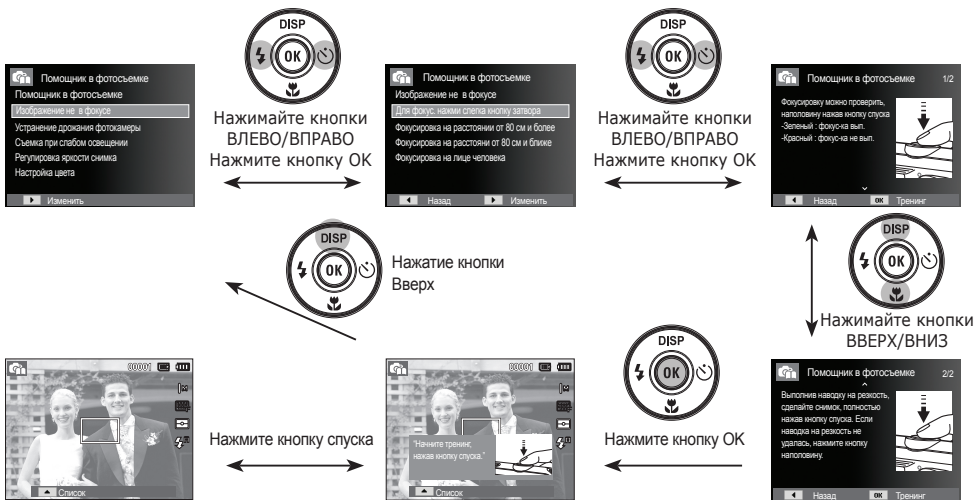 DISP
OK
DISP
OK
Помощник в фотосъемке
Помощник в фотосъемке
Изображение не в фокусе
Устранение дрожания фотокамеры
Съемка при слабом освещении
Регулировка яркости снимка
Настройка цвета
Изменить
Нажимайте кнопки
ВЛЕВО/ВПРАВО
Нажмите кнопку OK
Помощник в фотосъемке
Изображение не в фокусе
Для фокус. нажми слегка кнопку затвора
Фокусировка на расстоянии от 80 см и более
Фокусировка на расстоянии от 80 см и ближе
Фокусировка на лице человека
Назад
Изменить
Нажимайте кнопки
ВЛЕВО/ВПРАВО
Нажмите кнопку OK
Помощник в фотосъемке 1/2
Фокусировку можно проверить,
наполовину нажав кнопку спуска
-Зеленый : фокус-ка вып.
-Красный : фокус-ка не вып.
Назад
OK Тренинг
DISP
OK
Нажатие кнопки
Вверх
DISP
OK
Нажимайте кнопки
ВВЕРХ/ВНИЗ
00001
Список
Нажмите кнопку спуска
00001
"Начните тренинг,
нажав кнопку спуска."
Список
DISP
OK
Нажмите кнопку OK
Помощник в фотосъемке 2/2
Выполнив наводку на резкость,
сделайте снимок, полностью
нажав кнопку спуска. Если
наводка на резкость не
удалась, нажмите кнопку
наполовину.
Назад
OK Тренинг